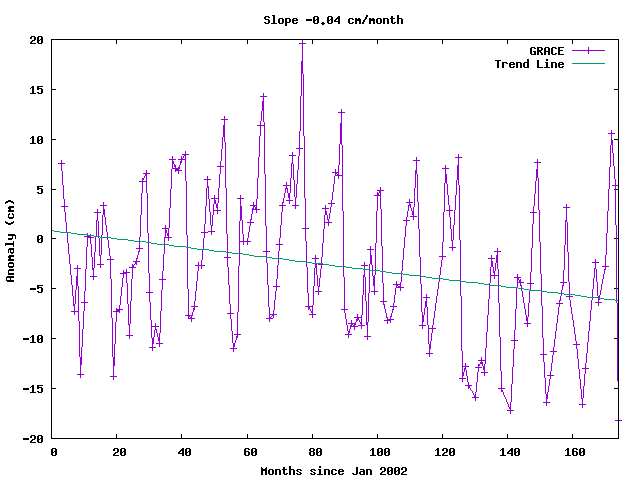 Slope -0.04 cm/month
GRACE
Trend Line
20
15
10
5
0
-5
-10
-15
-20
Anomaly (cm)
0 20 40 60 80 100 120 140 160
Months since Jan 2002